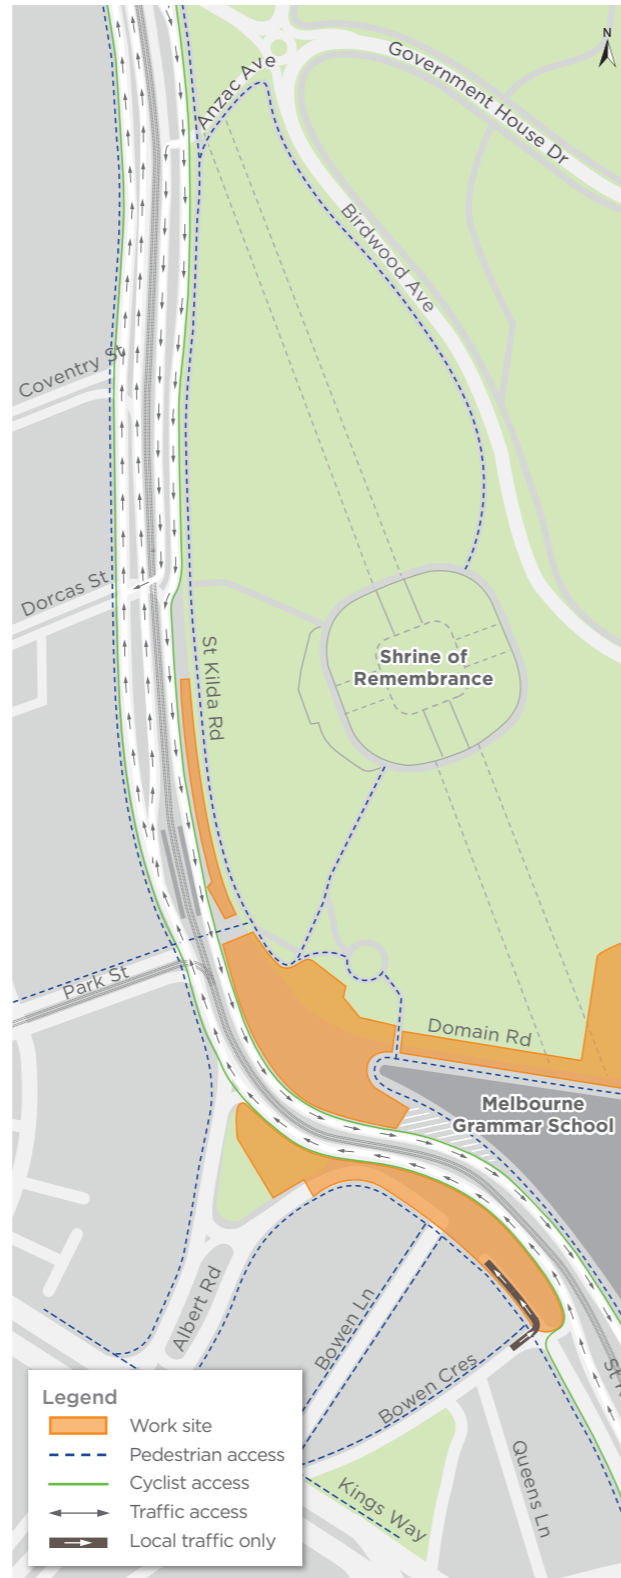 N
Anzac Ave
Government House Dr
Birdwood Ave
Coventry St
Dorcas St
St Kilda Rd
Shrine of
Remembrance
Park St
Domain Rd
Melbourne
Grammar School
Albert Rd
Bowen Ln
Bowen Cres
St
Queens Ln
Kings Way
Legend
Work site
Pedestrian access
Cyclist access
Traffic access
Local traffic only